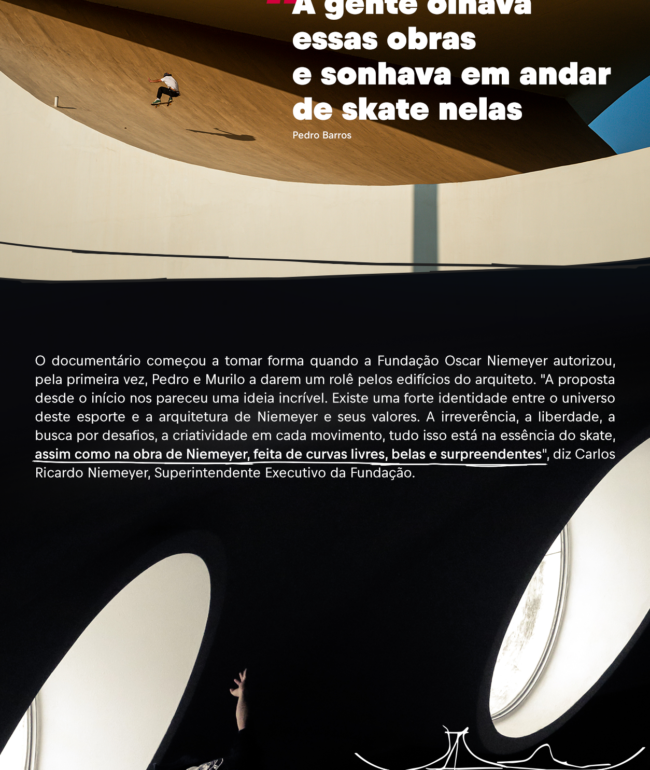 "A gente olhava
essas obras
e sonhava em andar
de skate nelas
Pedro Barros
O documentário começou a tomar forma quando a Fundação Oscar Niemeyer autorizou,
pela primeira vez, Pedro e Murilo a darem um rolê pelos edifícios do arquiteto. "A proposta
desde o início nos pareceu uma ideia incrível. Existe uma forte identidade entre o universo
deste esporte e a arquitetura de Niemeyer e seus valores. A irreverência, a liberdade, a
busca por desafios, a criatividade em cada movimento, tudo isso está na essência do skate,
assim como na obra de Niemeyer, feita de curvas livres, belas e surpreendentes", diz Carlos
Ricardo Niemeyer, Superintendente Executivo da Fundação.